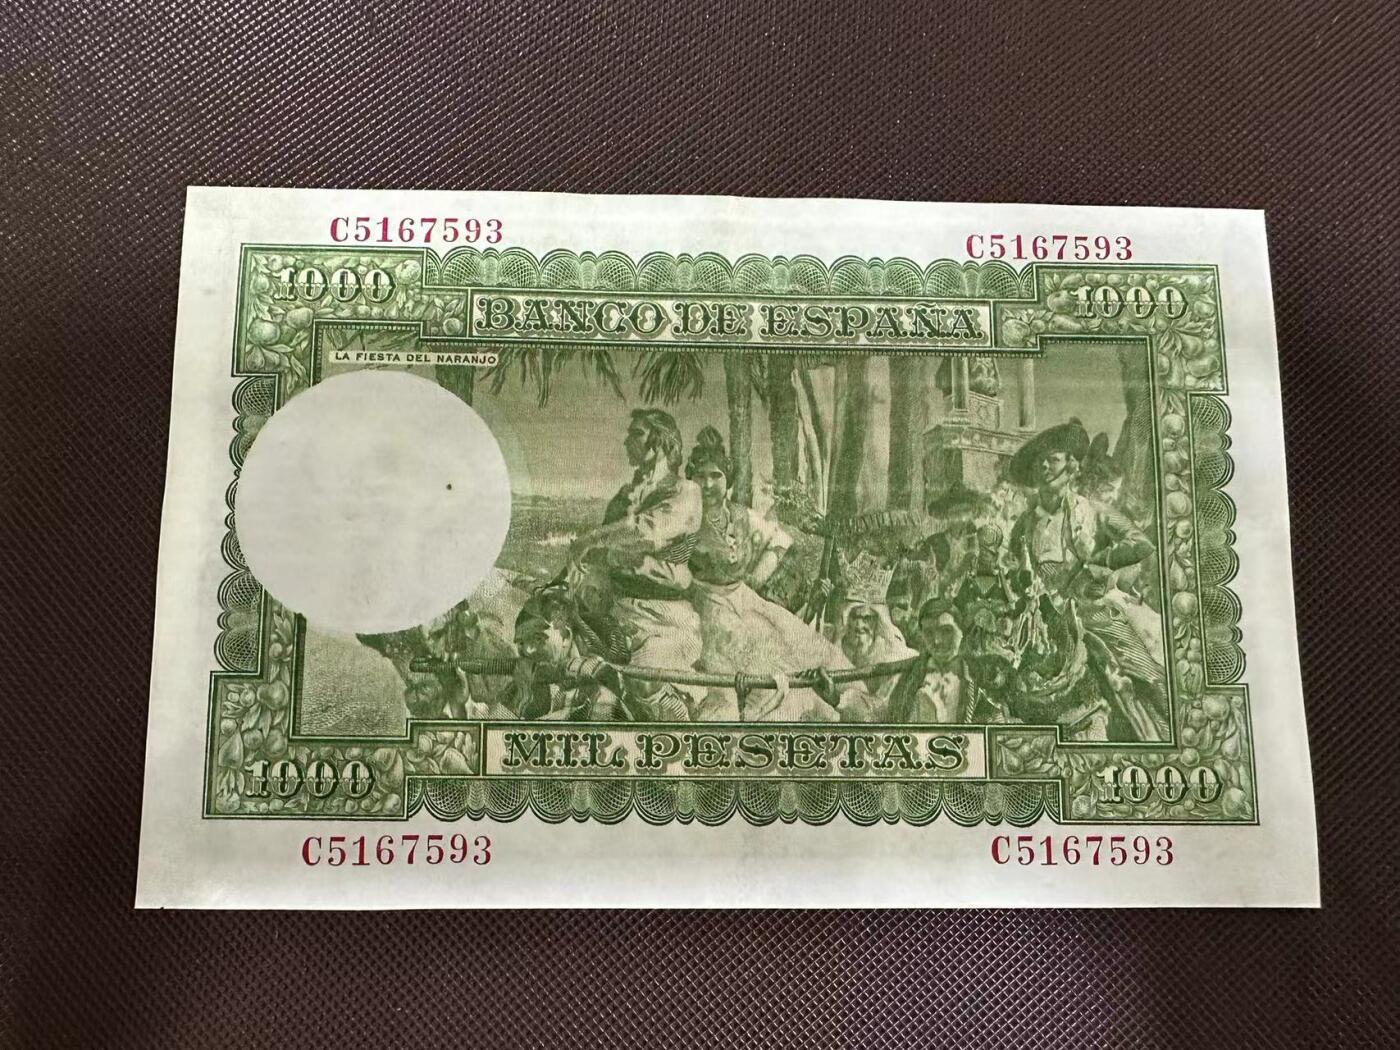 C5167593 C5167593
1000 1000
BANCO DE ESPAÑA
LA FIESTA DEL NARANJO
MIL PESETAS
1000 1000
C5167593 C5167593